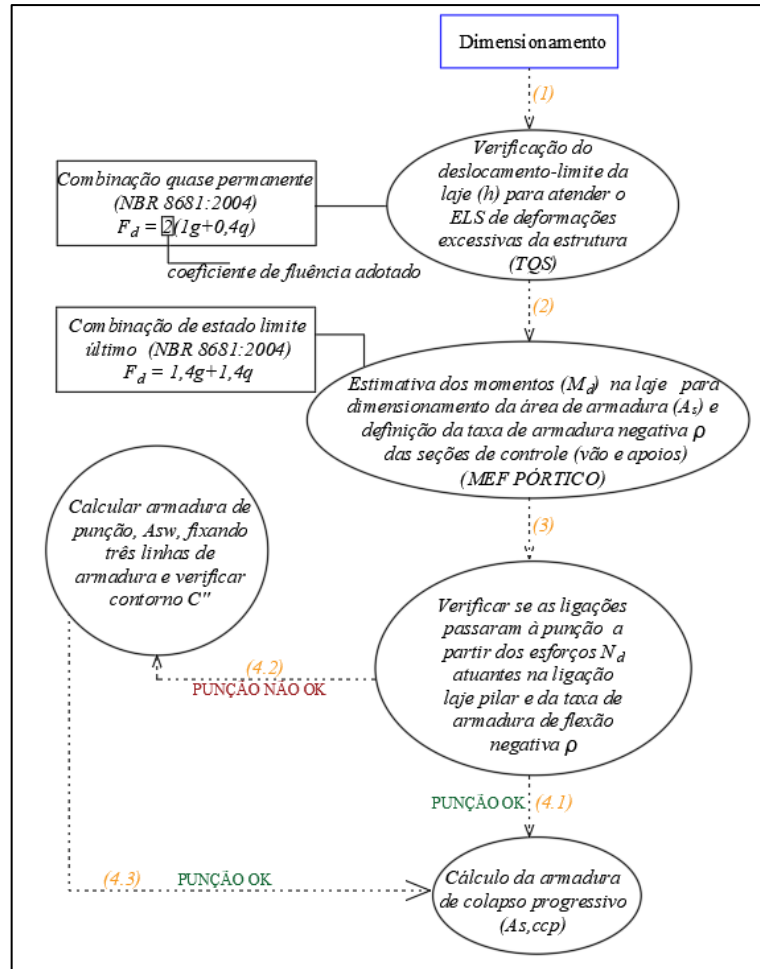 Dimensionamento
(1)
Verificação do
deslocamento-limite da
laje (h) para atender o
ELS de deformações
excessivas da estrutura
(TQS)
Combinação quase permanente
(NBR 8681:2004)
F_d = 2(1g+0,4q)
coeficiente de fluência adotado
(2)
Combinação de estado limite
último (NBR 8681:2004)
F_d = 1,4g+1,4q
Estimativa dos momentos (M_d) na laje para
dimensionamento da área de armadura (A_s) e
definição da taxa de armadura negativa ρ
das seções de controle (vão e apoios)
(MEF PÓRTICO)
(3)
Calcular armadura de
punção, Asw, fixando
três linhas de
armadura e verificar
contorno C"
Verificar se as ligações
passaram à punção a
partir dos esforços N_d
atuantes na ligação
laje pilar e da taxa de
armadura de flexão
negativa ρ
(4.2)
PUNÇÃO NÃO OK
PUNÇÃO OK (4.1)
(4.3) PUNÇÃO OK
Cálculo da armadura
de colapso progressivo
(As,ccp)